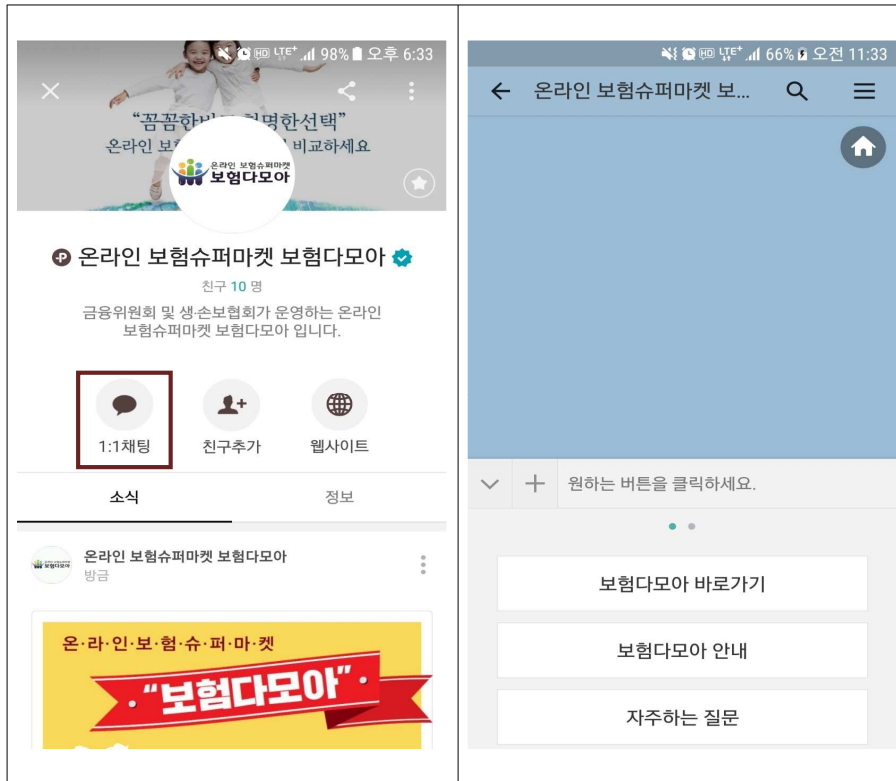 HD LTE+ 98% 오후 6:33
“꼼꼼한 한선택”
온라인 보 비교하세요
온라인 보험슈퍼마켓
보험다모아
온라인 보험슈퍼마켓 보험다모아
친구 10 명
금융위원회 및 생·손보협회가 운영하는 온라인
보험슈퍼마켓 보험다모아 입니다.
1:1채팅 친구추가 웹사이트
소식 정보
온라인 보험슈퍼마켓 보험다모아
방금
온·라·인·보·험·슈·퍼·마·켓
“보험다모아”
HD LTE+ 66% 오전 11:33
온라인 보험슈퍼마켓 보...
원하는 버튼을 클릭하세요.
보험다모아 바로가기
보험다모아 안내
자주하는 질문